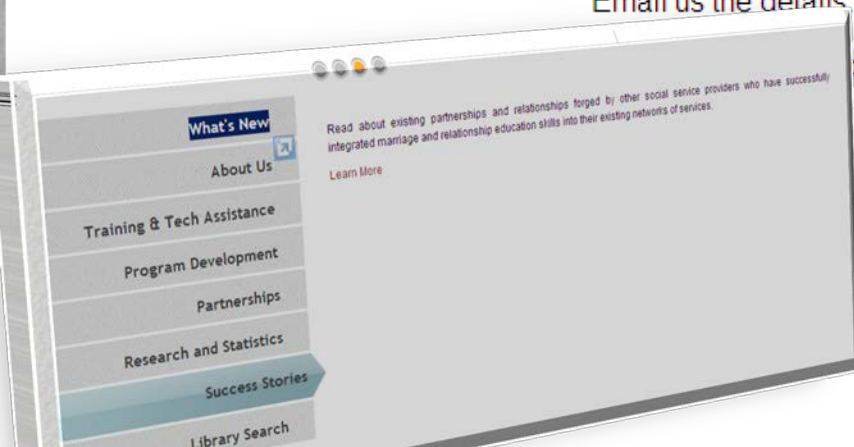 Email us the details
What's New
About Us
Training & Tech Assistance
Program Development
Partnerships
Research and Statistics
Success Stories
Library Search
Read about existing partnerships and relationships forged by other social service providers who have successfully
integrated marriage and relationship education skills into their existing networks of services.
Learn More